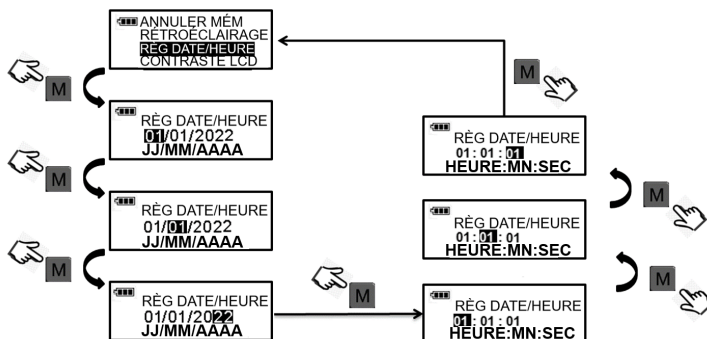 ANNULER MÉM
RÉTROÉCLAIRAGE
RÈG DATE/HEURE
CONTRASTE LCD
M
RÈG DATE/HEURE
01/01/2022
JJ/MM/AAAA
M
RÈG DATE/HEURE
01/01/2022
JJ/MM/AAAA
M
RÈG DATE/HEURE
01/01/2022
JJ/MM/AAAA
M
RÈG DATE/HEURE
01: 01 : 01
HEURE:MN:SEC
M
RÈG DATE/HEURE
01: 01 : 01
HEURE:MN:SEC
M
RÈG DATE/HEURE
01: 01 : 01
HEURE:MN:SEC
M